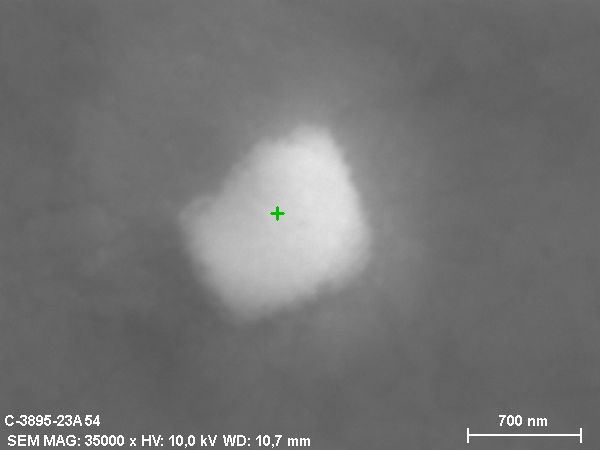 C-3895-23A 54
700 nm
SEM MAG: 35000 x HV: 10,0 kV WD: 10,7 mm